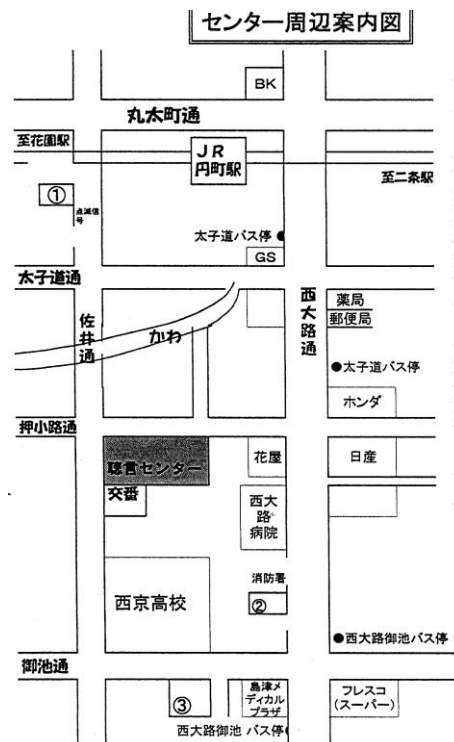 センター周辺案内図
BK
丸太町通
至花園駅
JR
円町駅
至二条駅
①
点滅信
号
太子道バス停
GS
太子道通
佐井通
かわ
西大路通
薬局
郵便局
太子道バス停
ホンダ
押小路通
聴言センター
花屋
日産
交番
西大
路
病院
消防署
西京高校
②
西大路御池バス停
御池通
③
島津メ
ディカル
プラザ
フレスコ
(スーパー)
西大路御池 バス停